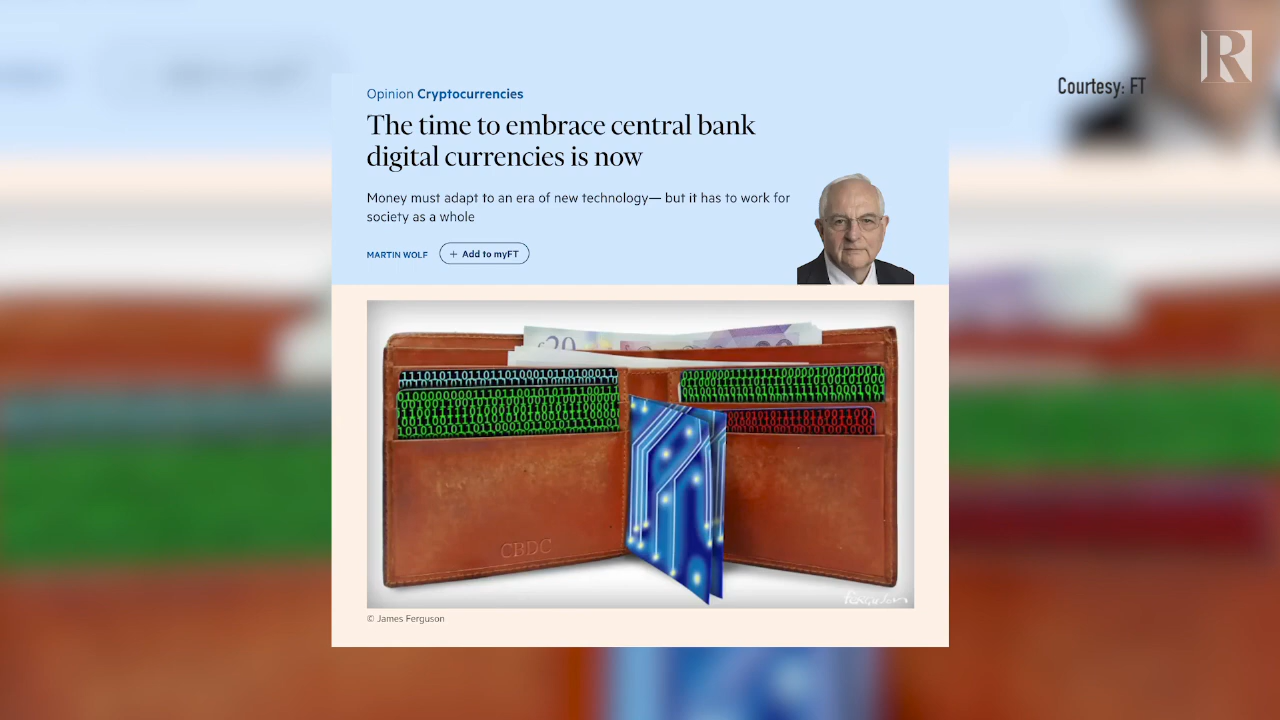 R
Courtesy: FT
Opinion Cryptocurrencies
The time to embrace central bank
digital currencies is now
Money must adapt to an era of new technology— but it has to work for
society as a whole
MARTIN WOLF + Add to myFT
£20
CBDC
Ferguson
© James Ferguson